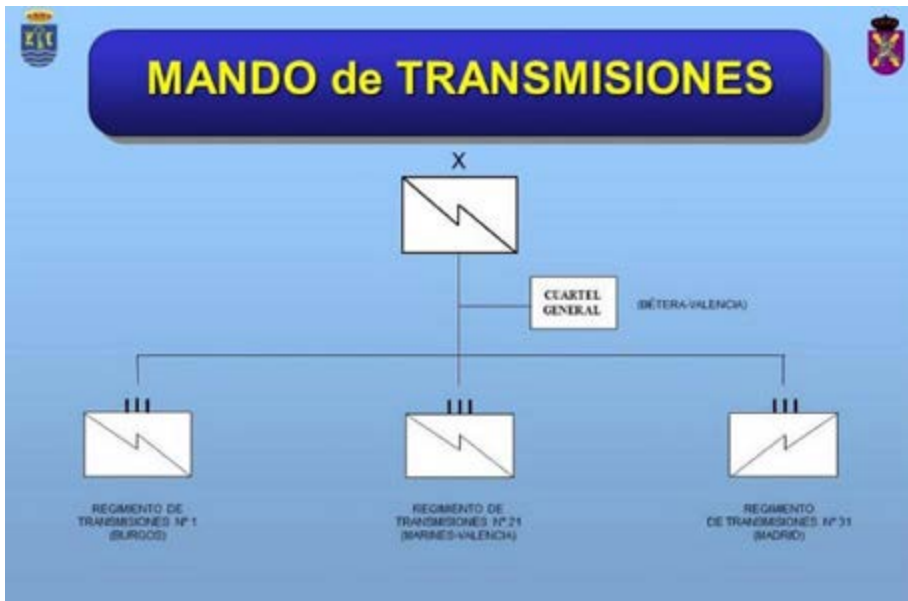 MANDO de TRANSMISIONES
X
CUARTEL
GENERAL
(BÉTERA-VALENCIA)
III
III
III
REGIMIENTO DE
TRANSMISIONES Nº 1
(BURGOS)
REGIMIENTO DE
TRANSMISIONES Nº 21
(MARINES-VALENCIA)
REGIMIENTO
DE TRANSMISIONES Nº 31
(MADRID)